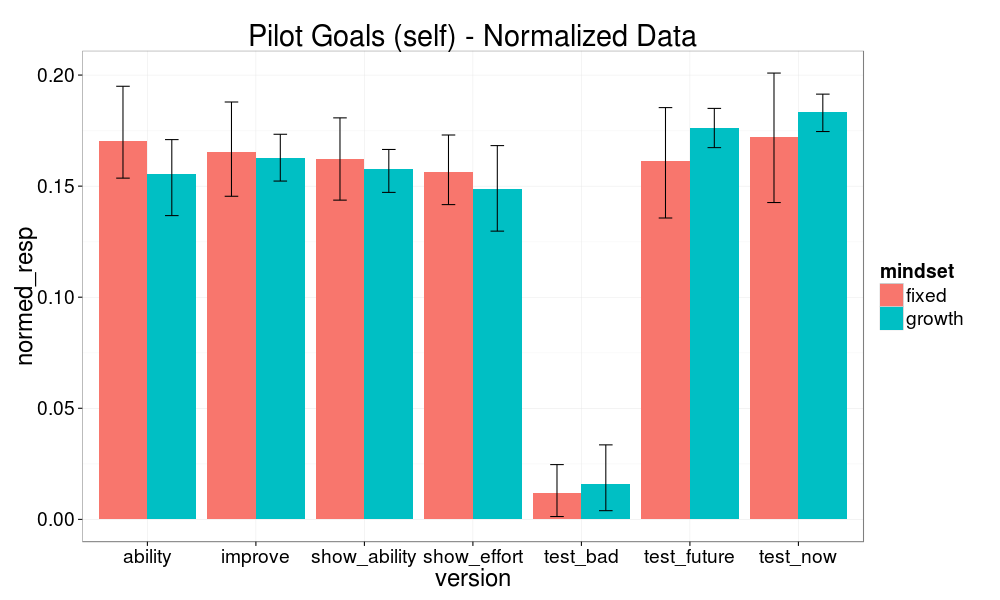 Pilot Goals (self) - Normalized Data
normed_resp
0.20
0.15
0.10
0.05
0.00
ability improve show_ability show_effort test_bad test_future test_now
version
mindset
fixed
growth